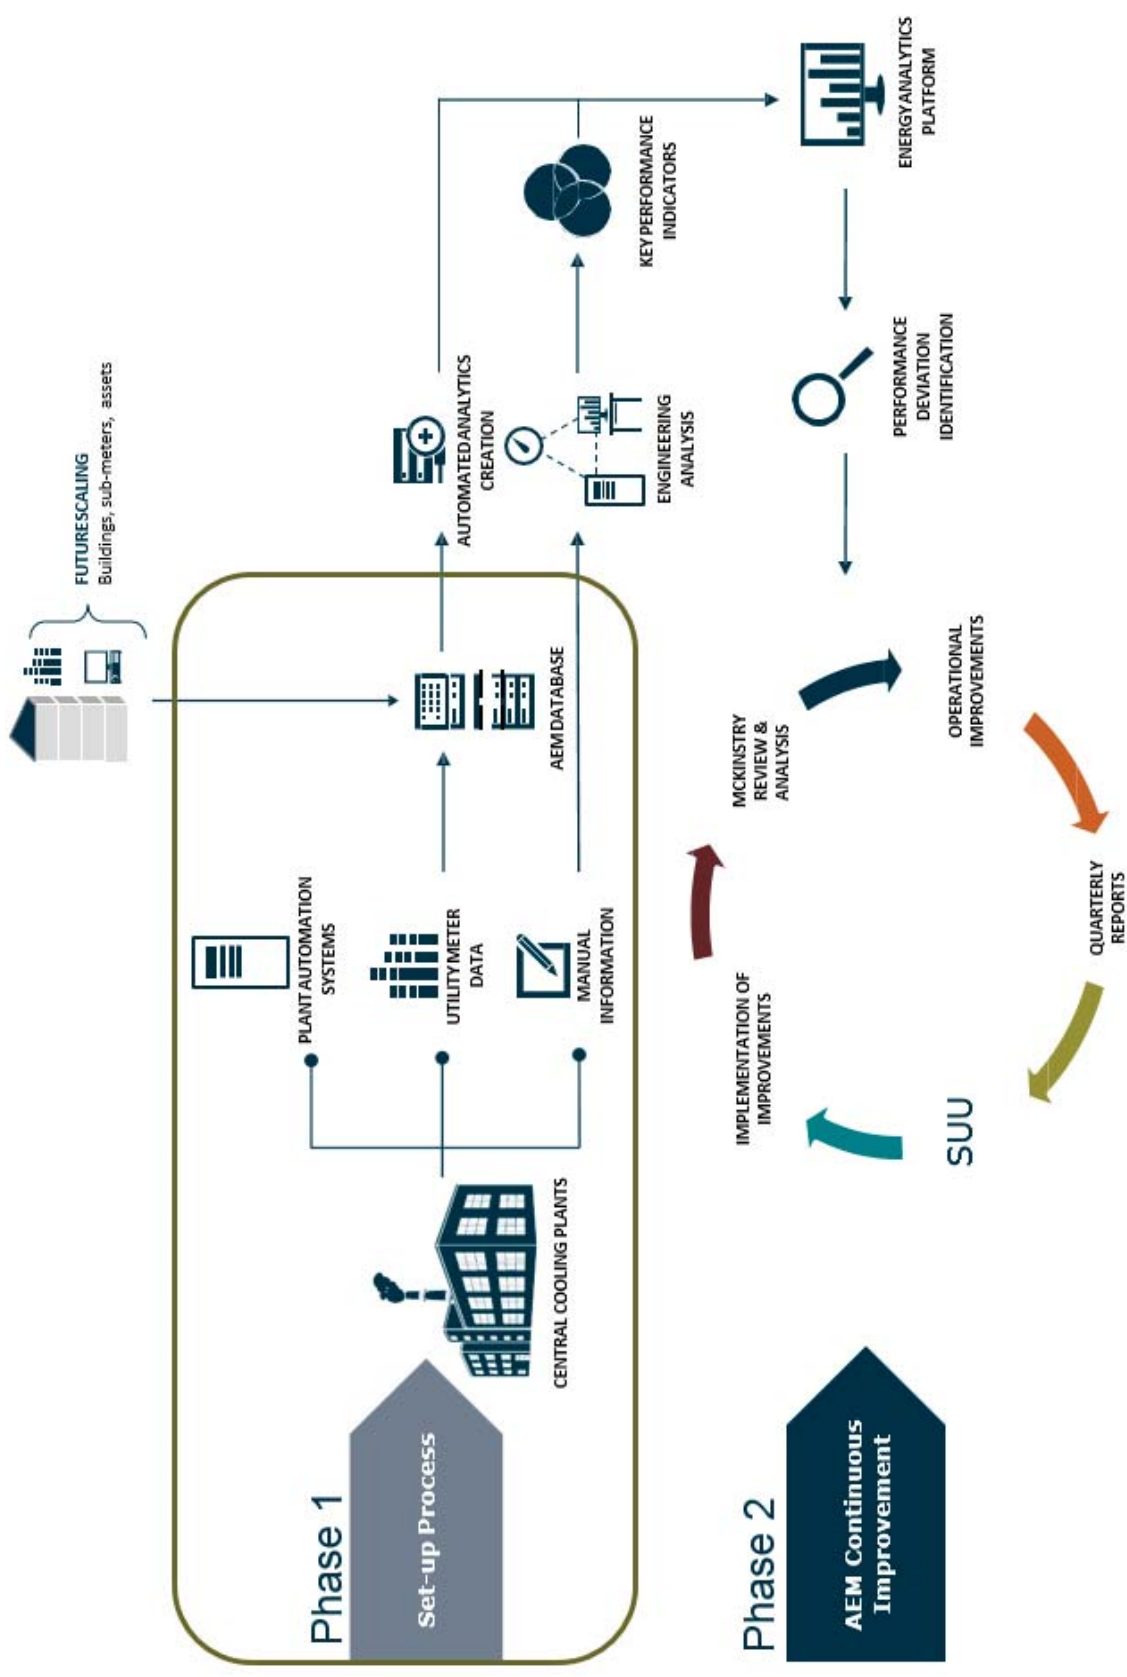 FUTURE SCALING
Buildings, sub-meters, assets
Phase 1
Set-up Process
CENTRAL COOLING PLANTS
PLANT AUTOMATION
SYSTEMS
UTILITY METER
DATA
MANUAL
INFORMATION
AEM DATABASE
AUTOMATED ANALYTICS
CREATION
ENGINEERING
ANALYSIS
KEY PERFORMANCE
INDICATORS
Phase 2
AEM Continuous
Improvement
ENERGY ANALYTICS
PLATFORM
PERFORMANCE
DEVIATION
IDENTIFICATION
MCKINSTRY
REVIEW &
ANALYSIS
OPERATIONAL
IMPROVEMENTS
QUARTERLY
REPORTS
SUU
IMPLEMENTATION OF
IMPROVEMENTS